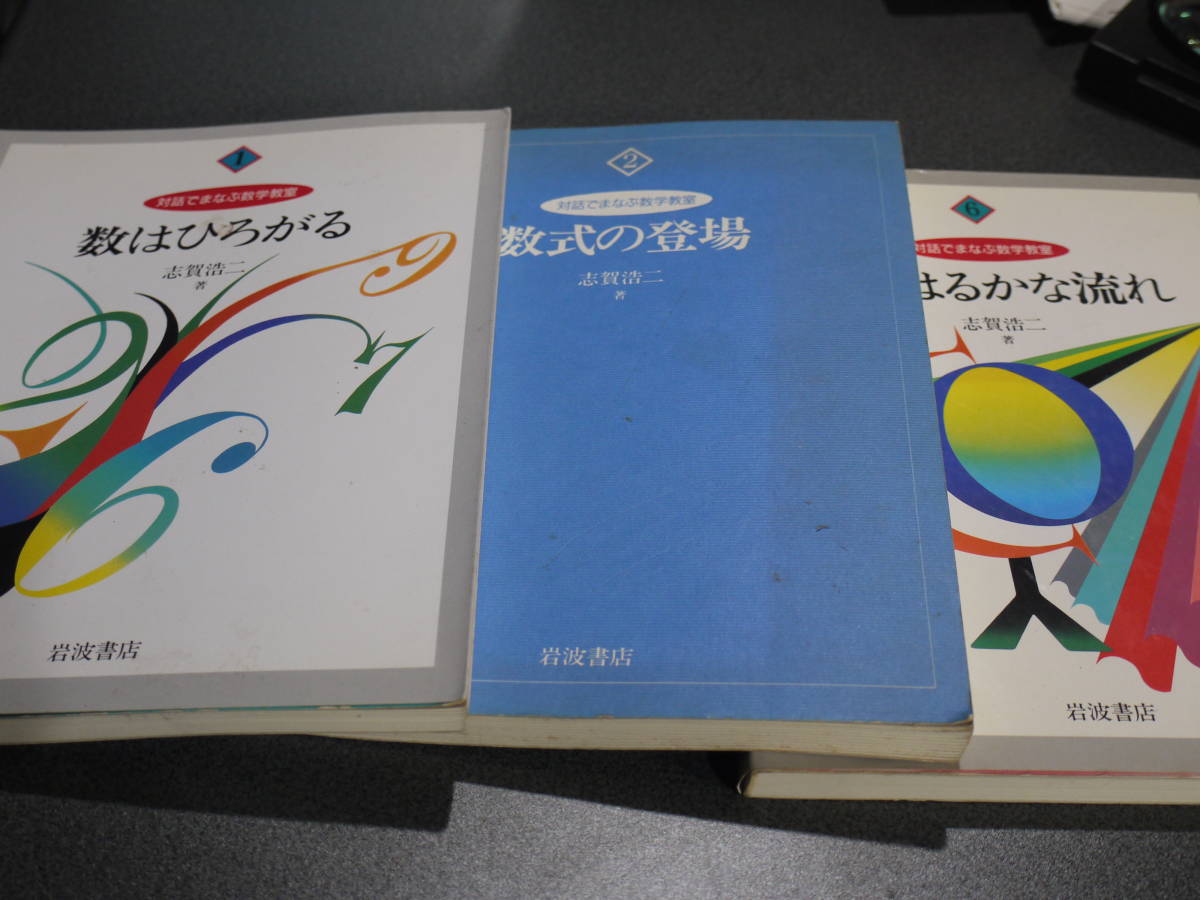 1
対話でまなぶ数学教室
数はひろがる
志賀浩二
著
岩波書店
2
対話でまなぶ数学教室
数式の登場
志賀浩二
著
岩波書店
6
対話でまなぶ数学教室
はるかな流れ
志賀浩二
著
岩波書店